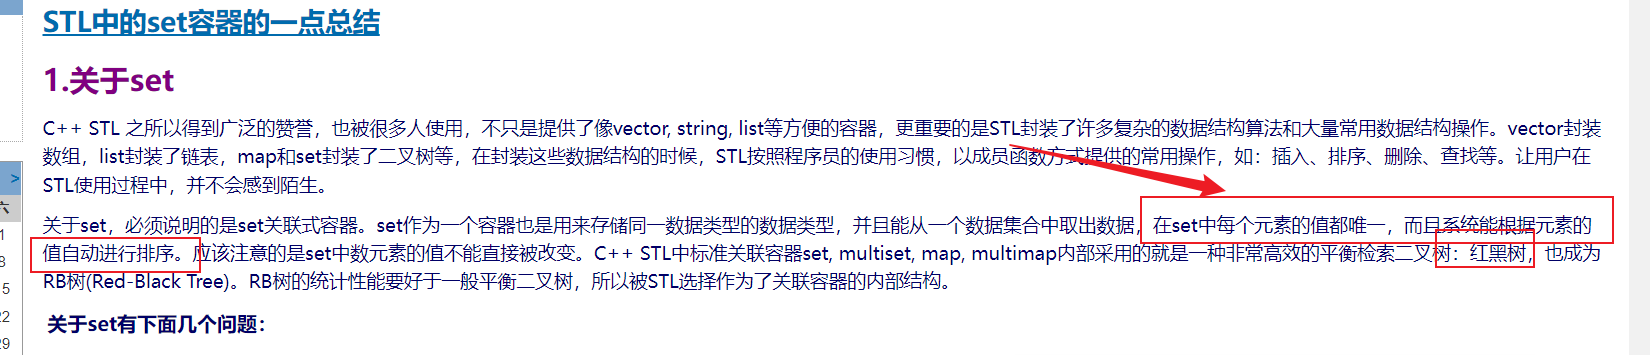 STL中的set容器的一点总结
1.关于set
C++ STL 之所以得到广泛的赞誉，也被很多人使用，不只是提供了像vector, string, list等方便的容器，更重要的是STL封装了许多复杂的数据结构算法和大量常用数据结构操作。vector封装
数组，list封装了链表，map和set封装了二叉树等，在封装这些数据结构的时候，STL按照程序员的使用习惯，以成员函数方式提供的常用操作，如：插入、排序、删除、查找等。让用户在
STL使用过程中，并不会感到陌生。
关于set，必须说明的是set关联式容器。set作为一个容器也是用来存储同一数据类型的数据类型，并且能从一个数据集合中取出数据，在set中每个元素的值都唯一，而且系统能根据元素的
值自动进行排序。应该注意的是set中数元素的值不能直接被改变。C++ STL中标准关联容器set, multiset, map, multimap内部采用的就是一种非常高效的平衡检索二叉树：红黑树，也成为
RB树(Red-Black Tree)。RB树的统计性能要好于一般平衡二叉树，所以被STL选择作为了关联容器的内部结构。
关于set有下面几个问题：
>
六
1
8
15
22
29